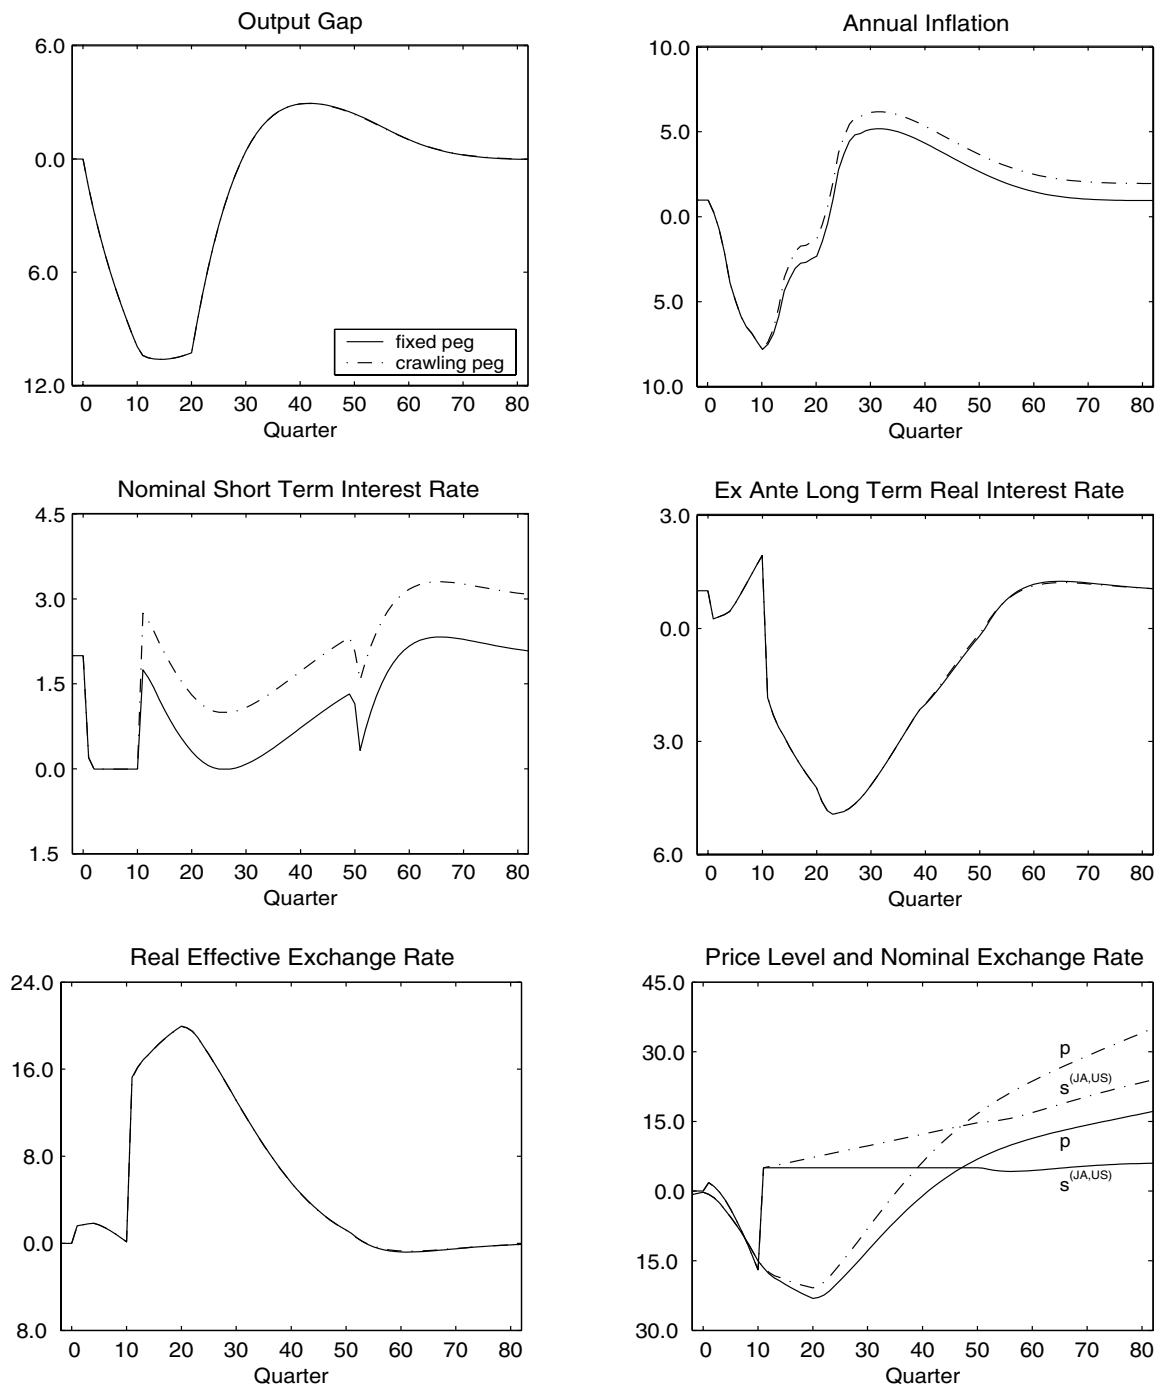 Output Gap
6.0
0.0
6.0
12.0
fixed peg
crawling peg
0 10 20 30 40 50 60 70 80
Quarter
Annual Inflation
10.0
5.0
0.0
5.0
10.0
0 10 20 30 40 50 60 70 80
Quarter
Nominal Short Term Interest Rate
4.5
3.0
1.5
0.0
1.5
0 10 20 30 40 50 60 70 80
Quarter
Ex Ante Long Term Real Interest Rate
3.0
0.0
3.0
6.0
0 10 20 30 40 50 60 70 80
Quarter
Real Effective Exchange Rate
24.0
16.0
8.0
0.0
8.0
0 10 20 30 40 50 60 70 80
Quarter
Price Level and Nominal Exchange Rate
45.0
30.0
15.0
0.0
15.0
30.0
p
s(JA,US)
p
s(JA,US)
0 10 20 30 40 50 60 70 80
Quarter